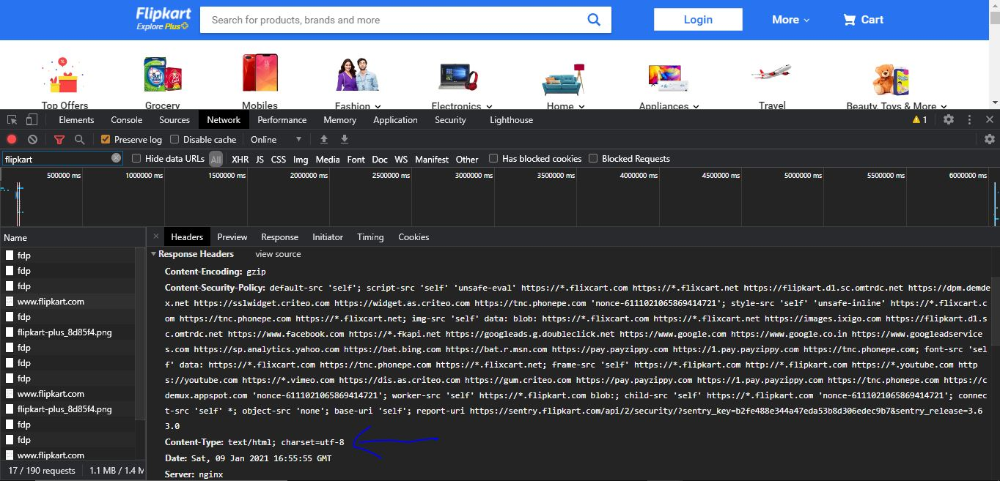 Flipkart
Explore Plus
Search for products, brands and more
Login
More
Cart
Top Offers
Grocery
Mobiles
Fashion
Electronics
Home
Appliances
Travel
Beauty, Toys & More
Elements Console Sources Network Performance Memory Application Security Lighthouse 1
Preserve log Disable cache Online
flipkart Hide data URLs All XHR JS CSS Img Media Font Doc WS Manifest Other Has blocked cookies Blocked Requests
500000 ms 1000000 ms 1500000 ms 2000000 ms 2500000 ms 3000000 ms 3500000 ms 4000000 ms 4500000 ms 5000000 ms 5500000 ms 6000000 ms
Name
fdp
fdp
fdp
www.flipkart.com
fdp
flipkart-plus_8d85f4.png
fdp
fdp
fdp
www.flipkart.com
flipkart-plus_8d85f4.png
fdp
fdp
www.flipkart.com
17 / 190 requests 1.1 MB / 1.4 M
Headers Preview Response Initiator Timing Cookies
Response Headers view source
Content-Encoding: gzip
Content-Security-Policy: default-src 'self'; script-src 'self' 'unsafe-eval' https://*.flixcart.com https://*.flixcart.net https://flipkart.d1.sc.omtrdc.net https://dpm.demde
x.net https://sslwidget.criteo.com https://widget.as.criteo.com https://tnc.phonepe.com 'nonce-6111021065869414721'; style-src 'self' 'unsafe-inline' https://*.flixcart.c
om https://tnc.phonepe.com https://*.flixcart.net; img-src 'self' data: blob: https://*.flixcart.com https://*.flixcart.net https://images.ixigo.com https://flipkart.d1.s
c.omtrdc.net https://www.facebook.com https://*.fkapi.net https://googleads.g.doubleclick.net https://www.google.com https://www.google.co.in https://www.googleadservice
s.com https://sp.analytics.yahoo.com https://bat.bing.com https://bat.r.msn.com https://pay.payzippy.com https://1.pay.payzippy.com https://tnc.phonepe.com; font-src 'sel
f' data: https://*.flixcart.com https://tnc.phonepe.com https://*.flixcart.net; frame-src 'self' https://*.flipkart.com http://*.flipkart.com https://*.youtube.com http
s://youtube.com https://*.vimeo.com https://dis.as.criteo.com https://gum.criteo.com https://pay.payzippy.com https://1.pay.payzippy.com https://tnc.phonepe.com https://c
demux.appspot.com 'nonce-6111021065869414721'; worker-src 'self' https://*.flipkart.com blob:; child-src 'self' https://*.flipkart.com 'nonce-6111021065869414721'; connec
t-src 'self' *; object-src 'none'; base-uri 'self'; report-uri https://sentry.flipkart.com/api/2/security/?sentry_key=b2fe488e344a47eda53b8d306edec9b7&sentry_release=3.6
3.0
Content-Type: text/html; charset=utf-8
Date: Sat, 09 Jan 2021 16:55:55 GMT
Server: nginx